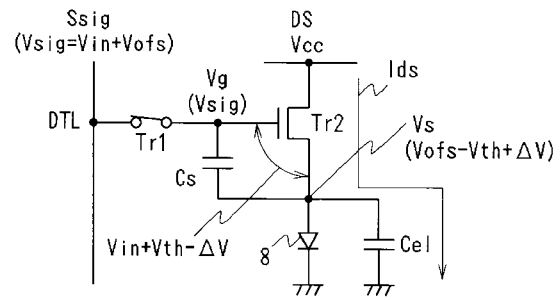 Ssig
(Vsig=Vin+Vofs)
DS
Vcc
Ids
Vg
(Vsig)
DTL
Tr1
Tr2
Vs
(Vofs-Vth+ΔV)
Cs
Vin+Vth-ΔV
8
Cel